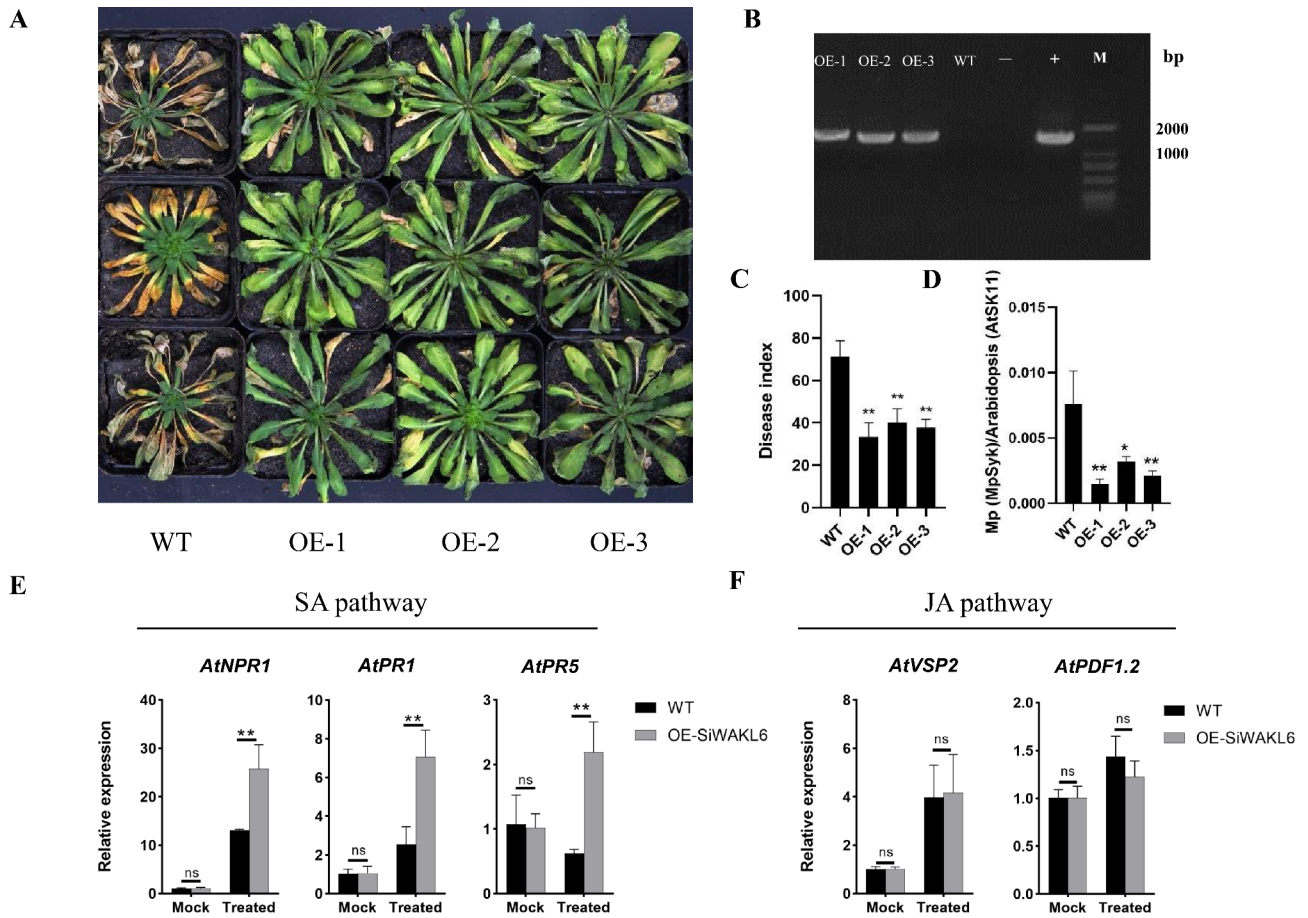 A
WT OE-1 OE-2 OE-3
B
OE-1 OE-2 OE-3 WT — + M bp
2000
1000
C
Disease index
100
80
60
40
20
0
** ** **
WT OE-1 OE-2 OE-3
D
Mp (MpSyk)/Arabidopsis (AtSK11)
0.015
0.010
0.005
0.000
** * **
WT OE-1 OE-2 OE-3
E
SA pathway
AtNPR1 AtPR1 AtPR5
Relative expression
40
30
20
10
0
ns **
Mock Treated
10
8
6
4
2
0
ns **
Mock Treated
3
2
1
0
ns **
Mock Treated
WT
OE-SiWAKL6
F
JA pathway
AtVSP2 AtPDF1.2
Relative expression
8
6
4
2
0
ns ns
Mock Treated
2.0
1.5
1.0
0.5
0.0
ns ns
Mock Treated
WT
OE-SiWAKL6